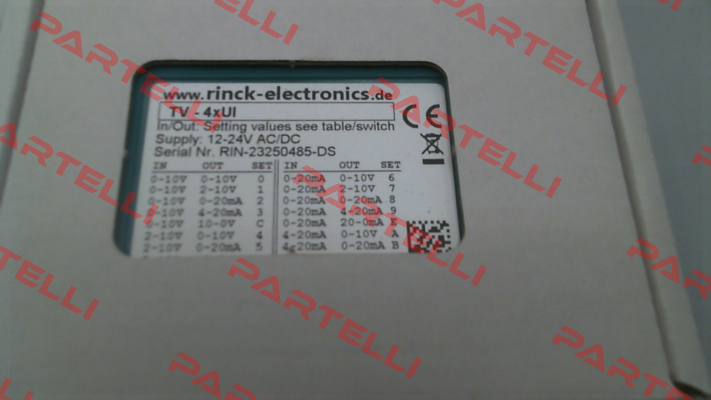 www.rinck-electronics.de
TV - 4xUI
In/Out: Setting values see table/switch
Supply: 12-24V AC/DC
Serial Nr. RIN-23250485-DS
IN OUT SET IN OUT SET
0-10V 0-10V 0 0-20mA 0-10V 6
0-10V 2-10V 1 0-20mA 2-10V 7
0-10V 0-20mA 2 0-20mA 0-20mA 8
0-10V 4-20mA 3 0-20mA 4-20mA 9
0-10V 10-0V C 0-20mA 20-0mA E
2-10V 0-10V 4 4-20mA 0-10V A
2-10V 0-20mA 5 4-20mA 0-20mA B
CE
PARTELLI
PARTELLI
PARTELLI
PARTELLI
PARTELLI
PARTELLI
PARTELLI